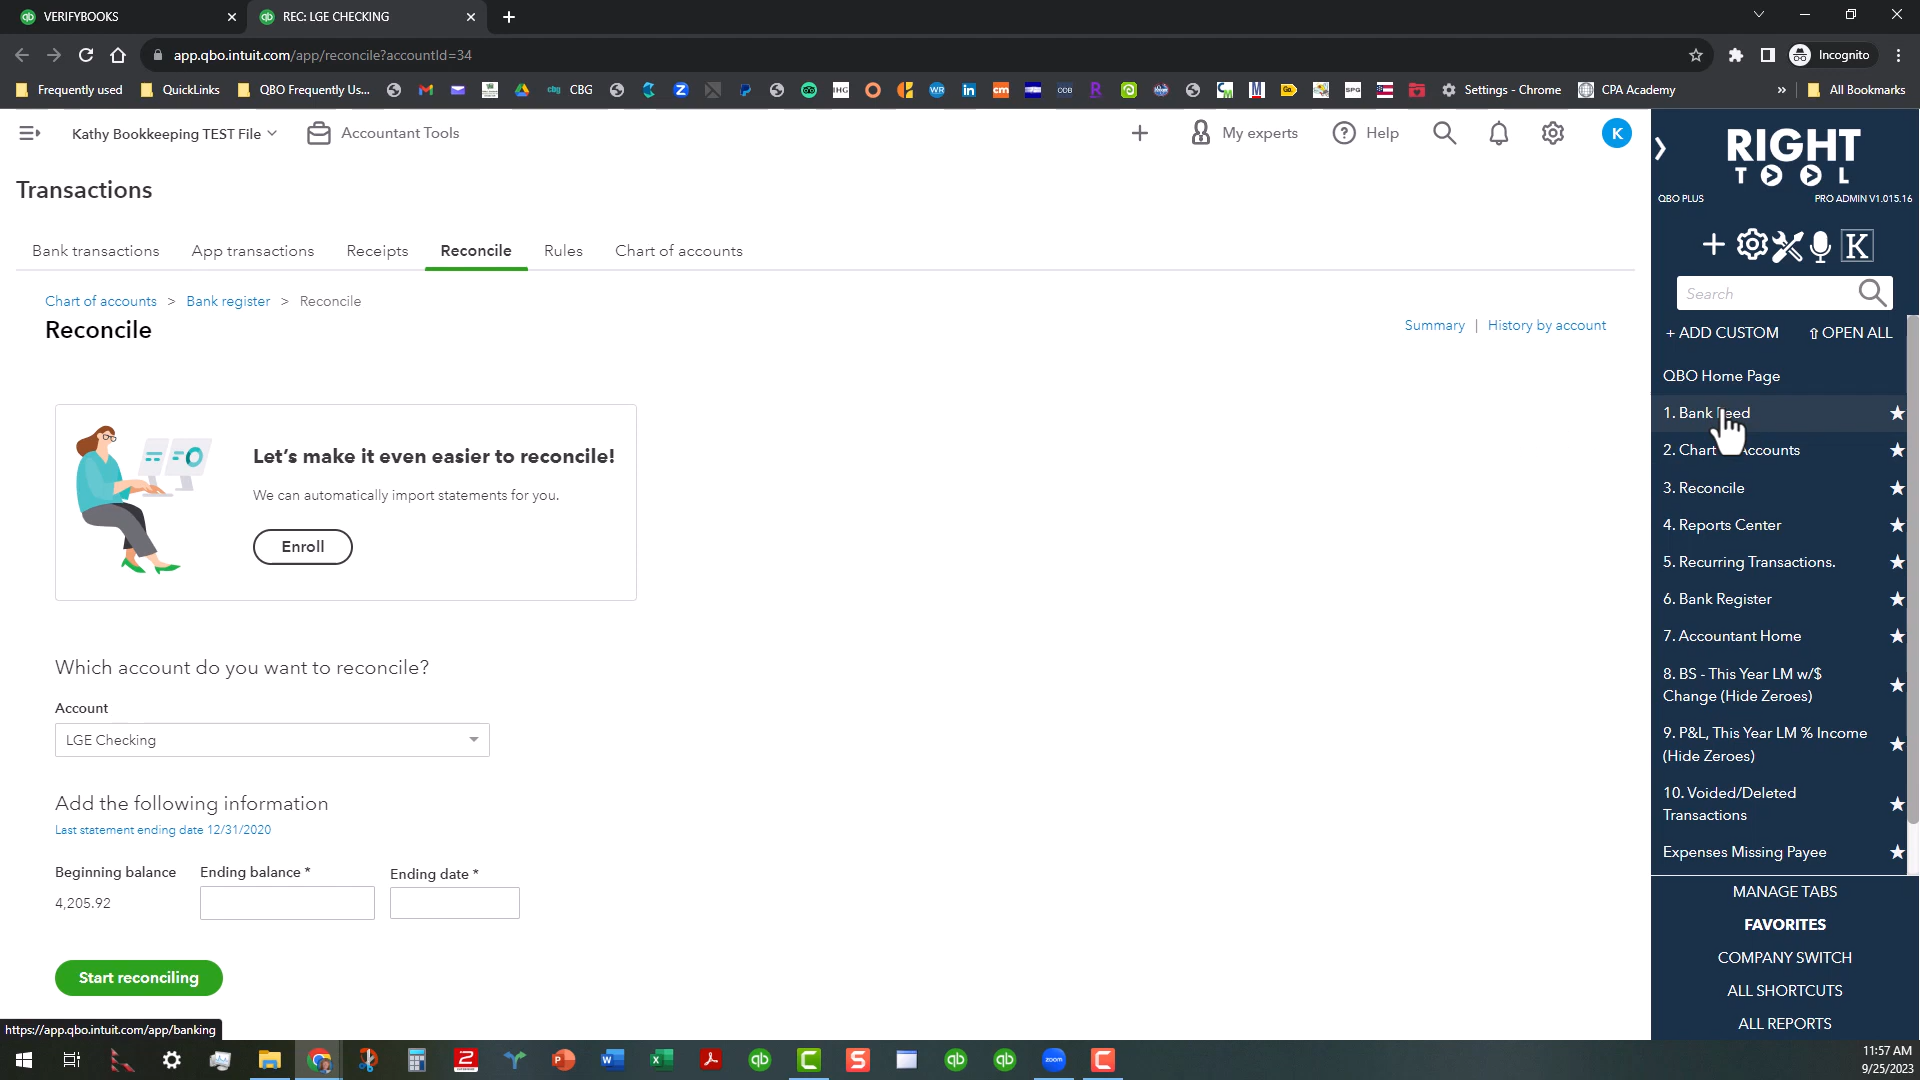 VERIFYBOOKS
REC: LGE CHECKING
app.qbo.intuit.com/app/reconcile?accountId=34
Incognito
Frequently used
QuickLinks
QBO Frequently Us...
CBG
Settings - Chrome
CPA Academy
»
All Bookmarks
Kathy Bookkeeping TEST File
Accountant Tools
My experts
Help
K
Transactions
Bank transactions
App transactions
Receipts
Reconcile
Rules
Chart of accounts
Chart of accounts > Bank register > Reconcile
Reconcile
Summary | History by account
Let's make it even easier to reconcile!
We can automatically import statements for you.
Enroll
Which account do you want to reconcile?
Account
LGE Checking
Add the following information
Last statement ending date 12/31/2020
Beginning balance
Ending balance *
Ending date *
4,205.92
Start reconciling
https://app.qbo.intuit.com/app/banking
RIGHT
TOOL
QBO PLUS
PRO ADMIN V1.015.16
K
Search
+ ADD CUSTOM
⇧ OPEN ALL
QBO Home Page
1. Bank Feed
2. Chart Accounts
3. Reconcile
4. Reports Center
5. Recurring Transactions.
6. Bank Register
7. Accountant Home
8. BS - This Year LM w/$
Change (Hide Zeroes)
9. P&L, This Year LM % Income
(Hide Zeroes)
10. Voided/Deleted
Transactions
Expenses Missing Payee
MANAGE TABS
FAVORITES
COMPANY SWITCH
ALL SHORTCUTS
ALL REPORTS
11:57 AM
9/25/2023